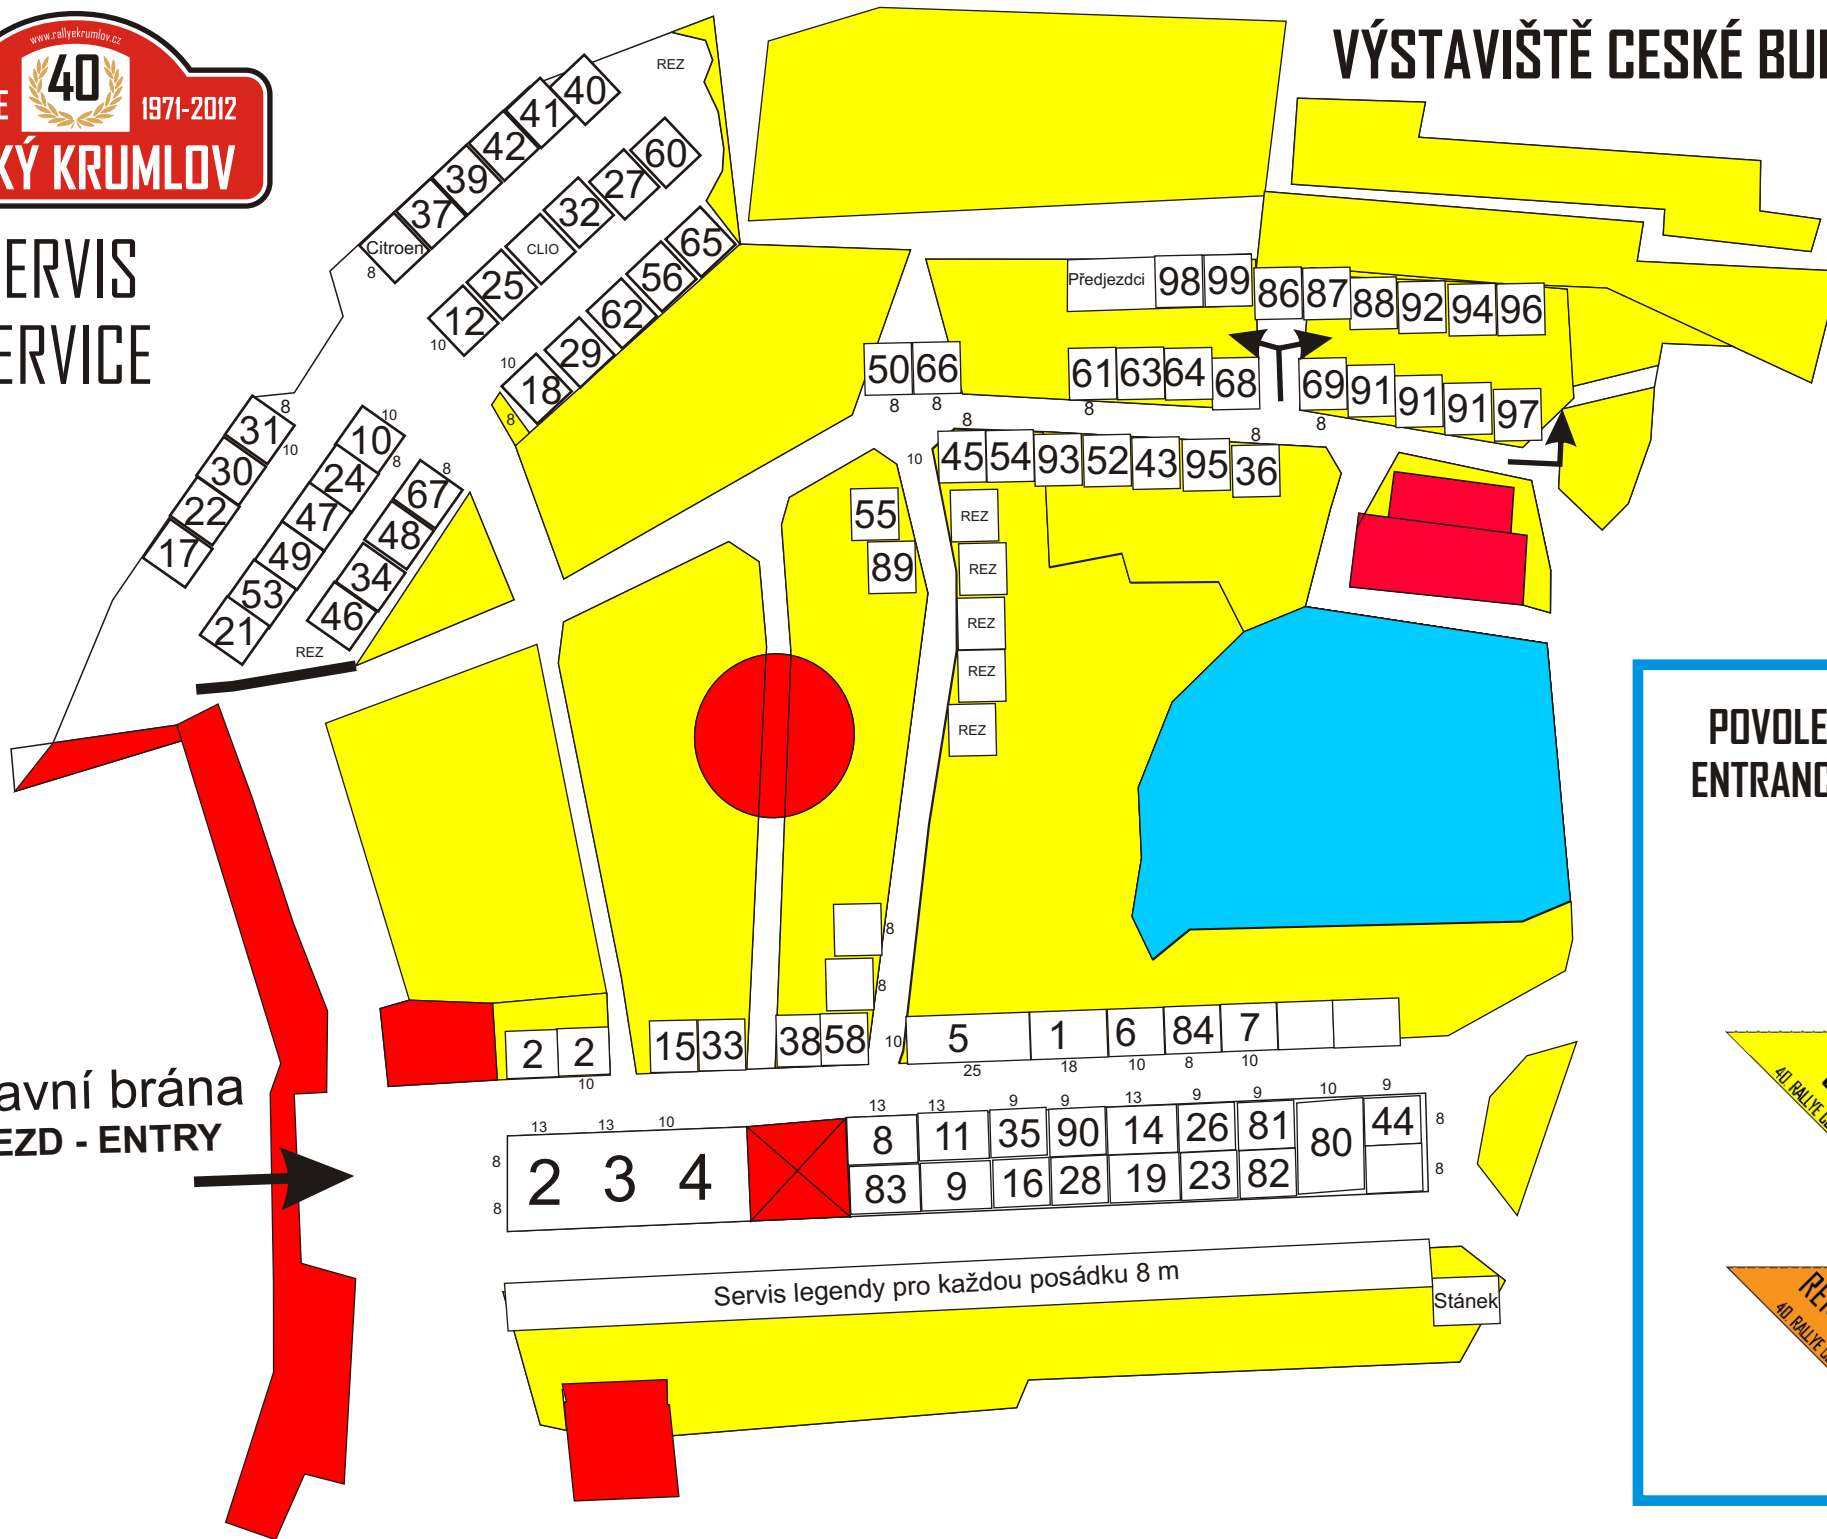 www.rallyekrumlov.cz
40
1971-2012
KÝ KRUMLOV
VÝSTAVIŠTĚ CESKÉ BU
ERVIS
ERVICE
REZ
40
41
42
39
37
Citroen
8
60
27
32
CLIO
25
12
10
65
56
62
29
18
10
8
31
30
22
17
8
10
10
24
47
49
53
21
10
8
67
48
34
46
8
REZ
Předjezdci
98 99 86 87 88 92 94 96
50 66
8 8
61 63 64 68
8
69 91 91 91 97
8
8
8
10
45 54 93 52 43 95 36
55
89
REZ
REZ
REZ
REZ
REZ
8
8
2 2
10
15 33
38 58
10
5 1 6 84 7
25 18 10 8 10
avní brána
EZD - ENTRY
13 13 10
8
8
2 3 4
13 13 9 9 13 9 9 10 9
8 11 35 90 14 26 81 80 44
83 9 16 28 19 23 82
8
8
Servis legendy pro každou posádku 8 m
Stánek
POVOLE
ENTRANC
40. RALLYE
40. RALLYE